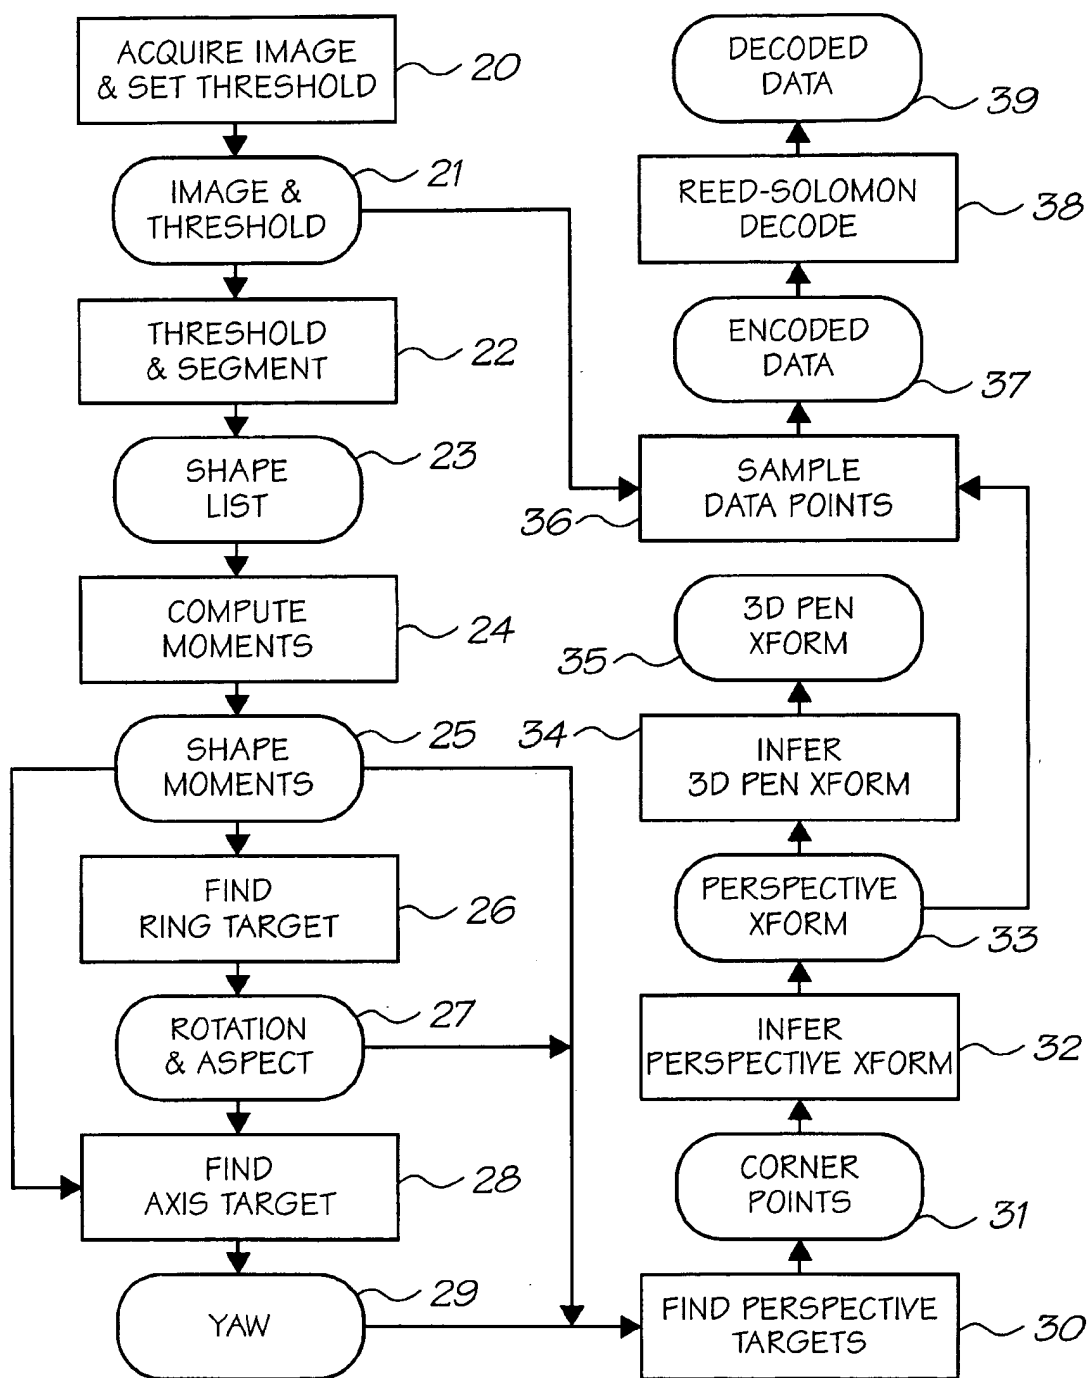 ACQUIRE IMAGE
& SET THRESHOLD
20
IMAGE &
THRESHOLD
21
THRESHOLD
& SEGMENT
22
SHAPE
LIST
23
COMPUTE
MOMENTS
24
SHAPE
MOMENTS
25
FIND
RING TARGET
26
ROTATION
& ASPECT
27
FIND
AXIS TARGET
28
YAW
29
DECODED
DATA
39
REED-SOLOMON
DECODE
38
ENCODED
DATA
37
SAMPLE
DATA POINTS
36
3D PEN
XFORM
35
34
INFER
3D PEN XFORM
PERSPECTIVE
XFORM
33
INFER
PERSPECTIVE XFORM
32
CORNER
POINTS
31
FIND PERSPECTIVE
TARGETS
30